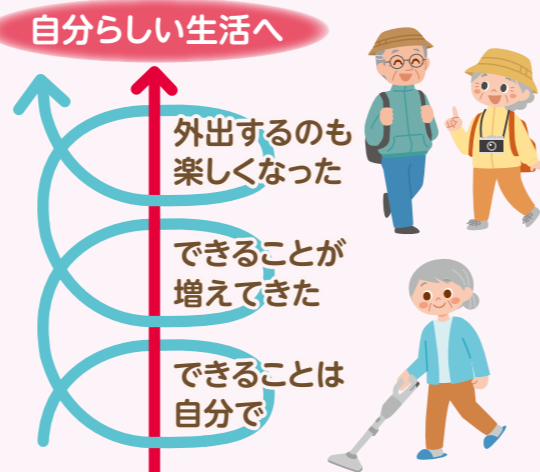 自分らしい生活へ
外出するのも
楽しくなった
できることが
増えてきた
できることは
自分で